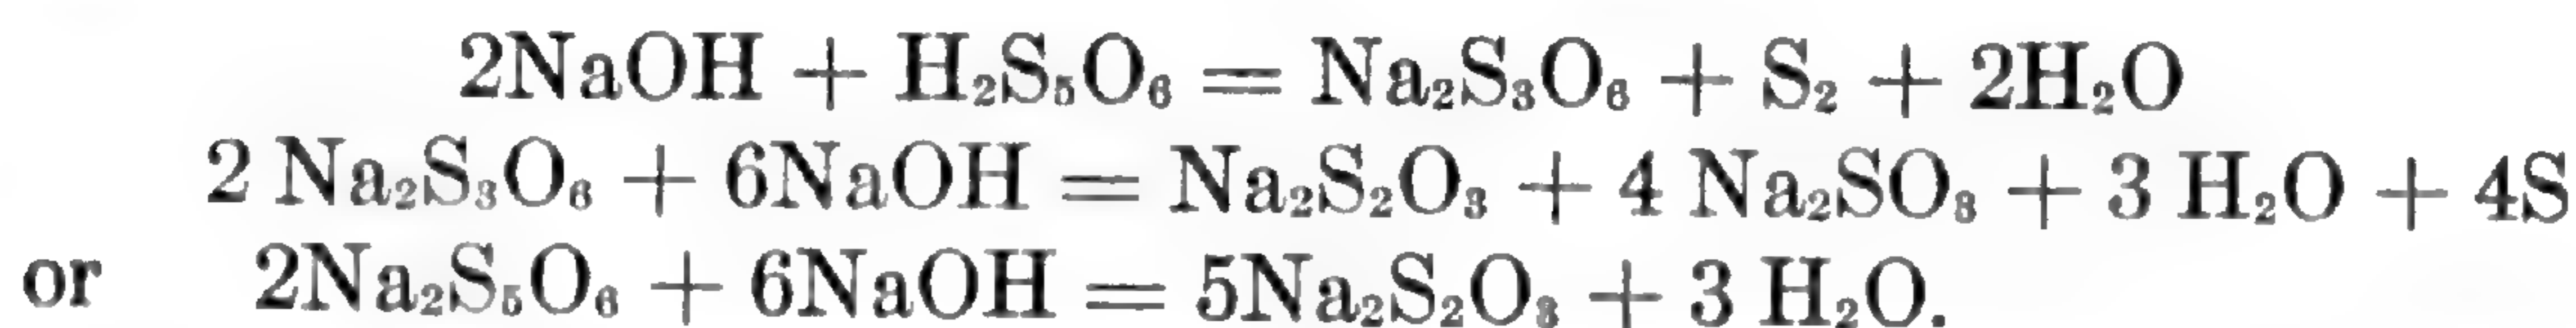 2NaOH + H₂S₅O₆ = Na₂S₃O₆ + S₂ + 2H₂O
2 Na₂S₃O₆ + 6NaOH = Na₂S₂O₃ + 4 Na₂SO₃ + 3 H₂O + 4S
or 2Na₂S₅O₆ + 6NaOH = 5Na₂S₂O₃ + 3 H₂O.